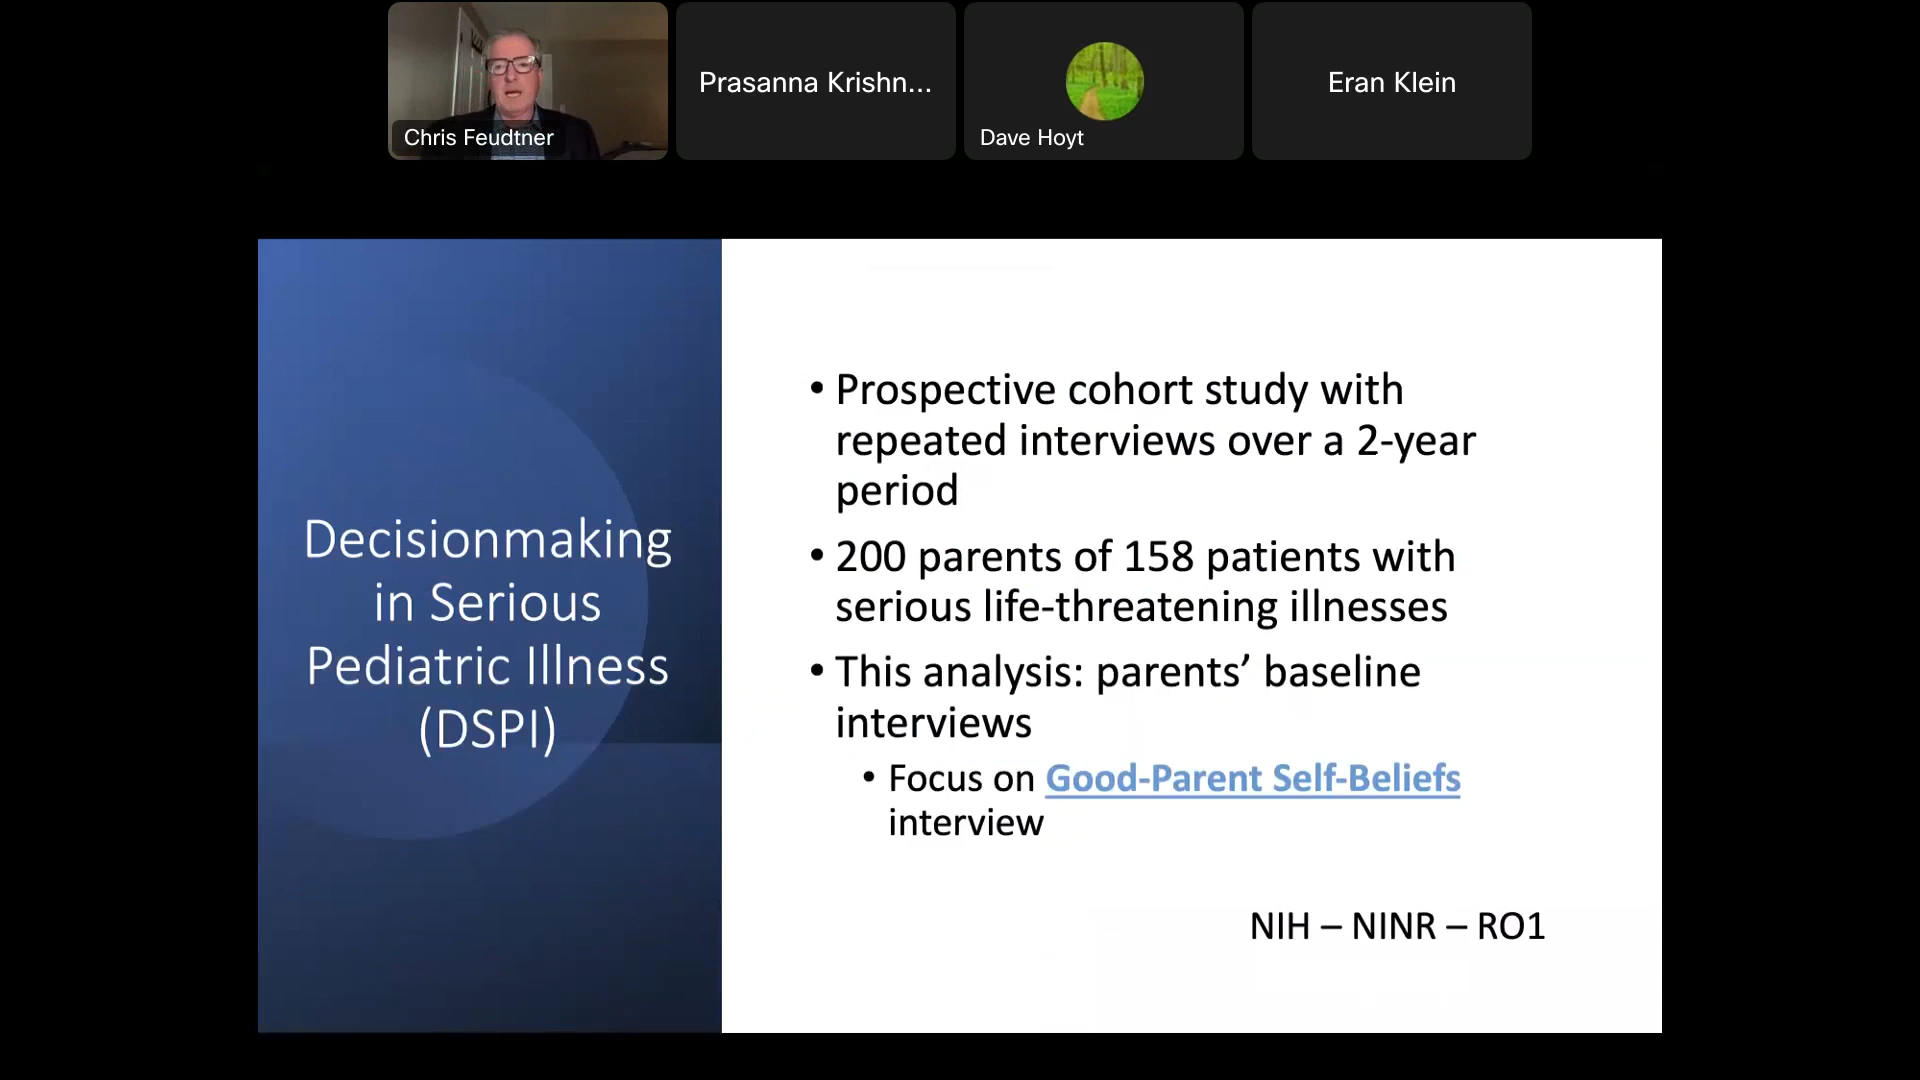 Chris Feudtner
Prasanna Krishn...
Dave Hoyt
Eran Klein
Decisionmaking
in Serious
Pediatric Illness
(DSPI)
• Prospective cohort study with
repeated interviews over a 2-year
period
• 200 parents of 158 patients with
serious life-threatening illnesses
• This analysis: parents’ baseline
interviews
• Focus on Good-Parent Self-Beliefs
interview
NIH – NINR – RO1